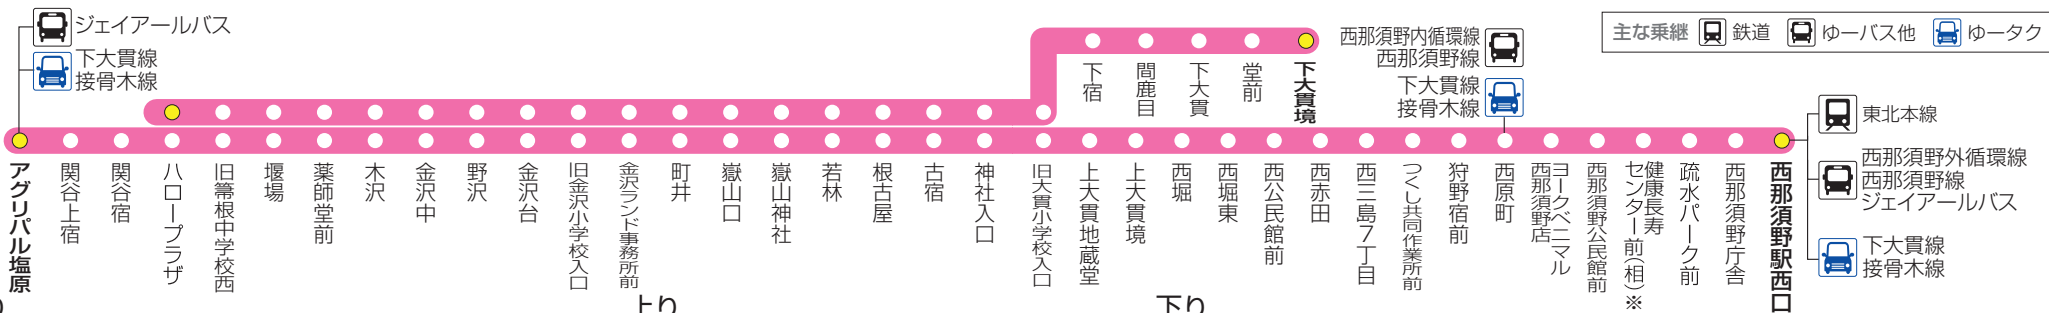 ジェイアールバス
下大貫線
接骨木線
西那須野内循環線
西那須野線
下大貫線
接骨木線
主な乗継 鉄道 ゆーバス他 ゆータク
下宿
間鹿目
下大貫
堂前
下大貫境
アグリパル塩原
関谷上宿
関谷宿
ハロープラザ
旧箒根中学校西
堰場
薬師堂前
木沢
金沢中
野沢
金沢台
旧金沢小学校入口
金沢ランド事務所前
町井
嶽山口
嶽山神社
若林
根古屋
古宿
神社入口
旧大貫小学校入口
上大貫地蔵堂
上大貫境
西堀
西堀東
西公民館前
西赤田
西三島7丁目
つくし共同作業所前
狩野宿前
西原町
ヨークベニマル
西那須野店
西那須野公民館前
健康長寿
センター前(相)※
疏水パーク前
西那須野庁舎
西那須野駅西口
東北本線
西那須野外循環線
西那須野線
ジェイアールバス
下大貫線
接骨木線
上り
下り